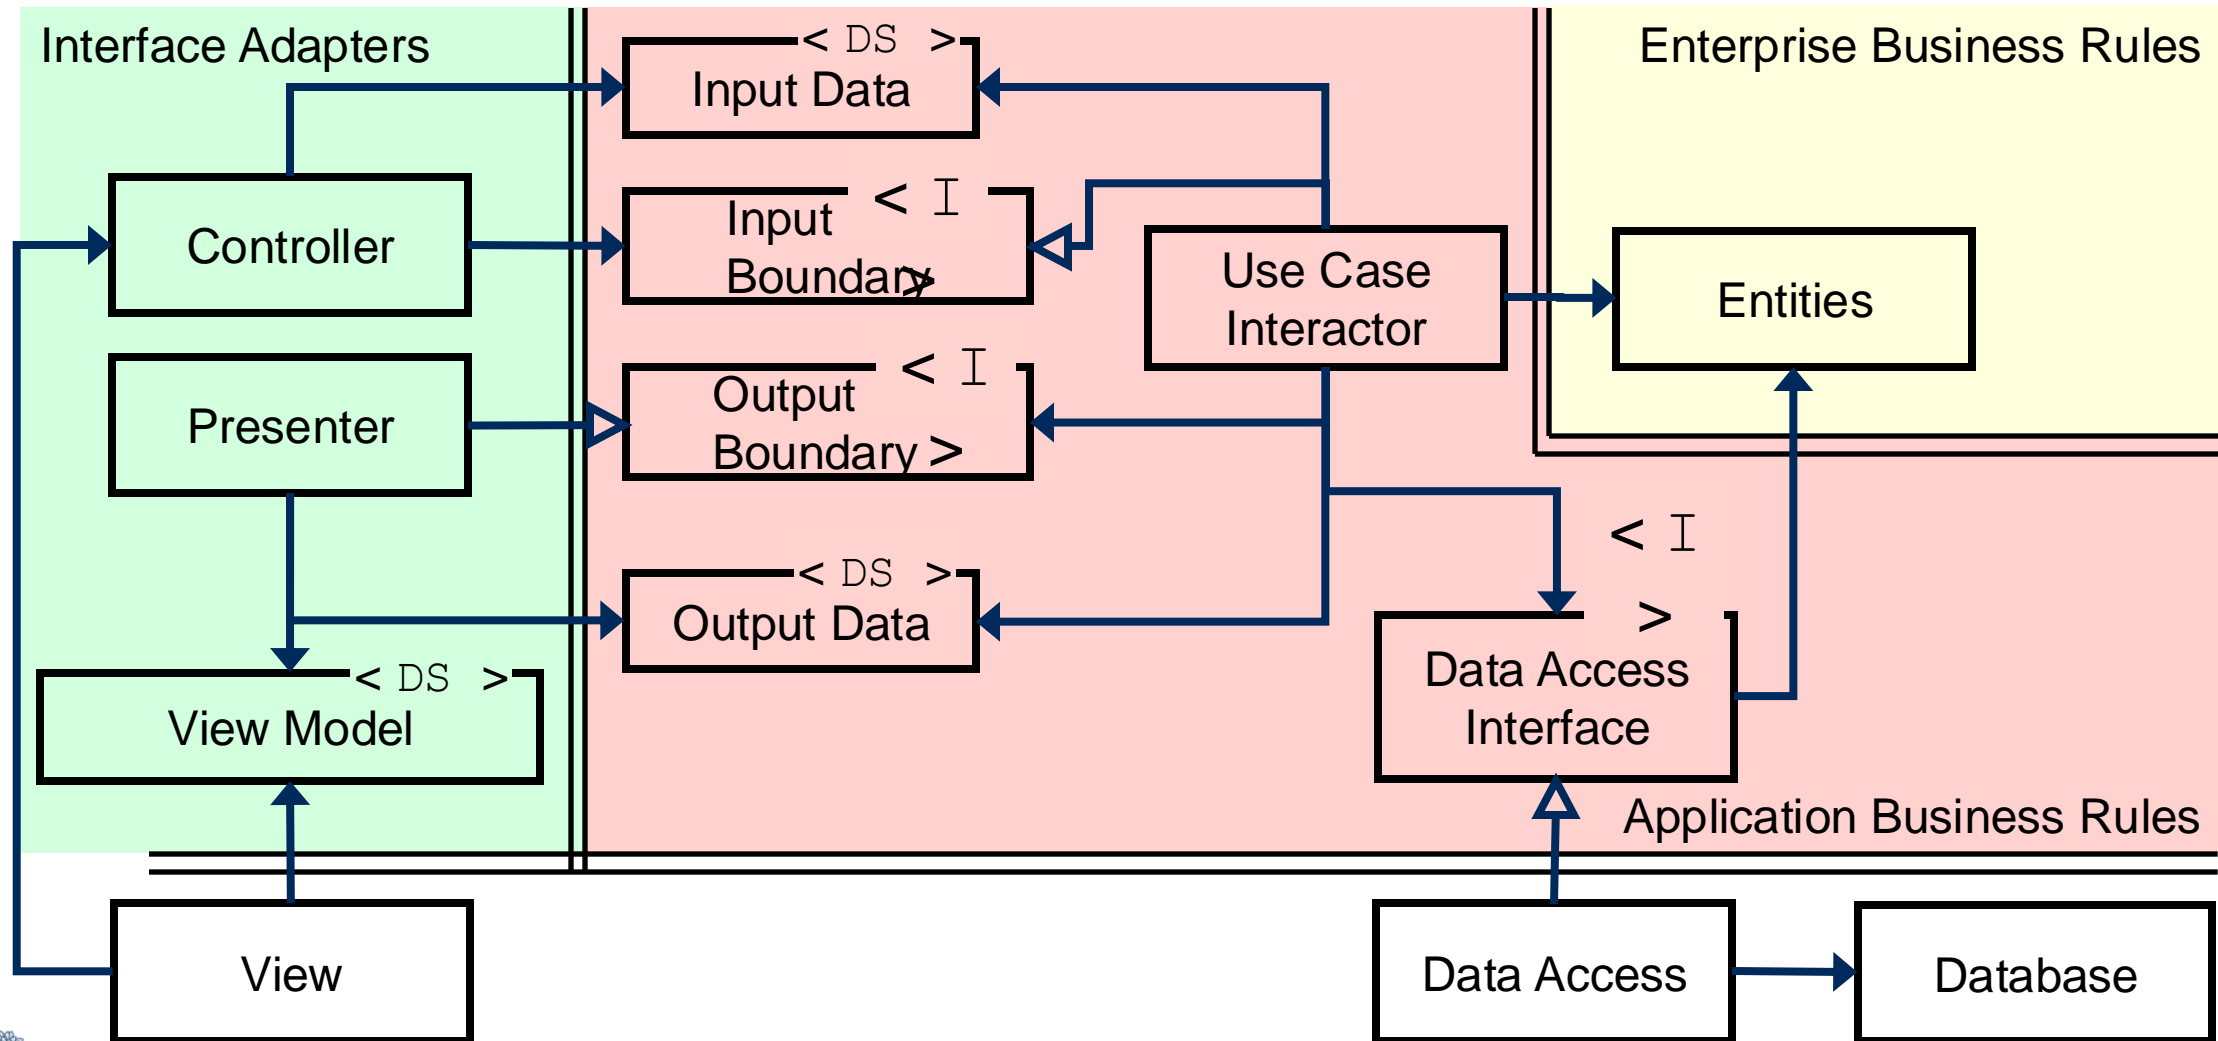 Interface Adapters
< DS >
Input Data
Enterprise Business Rules
Controller
< I
Input
Boundary
>
Use Case
Interactor
Entities
Presenter
< I
Output
Boundary >
< DS >
Output Data
< I
>
Data Access
Interface
< DS >
View Model
Application Business Rules
View
Data Access
Database